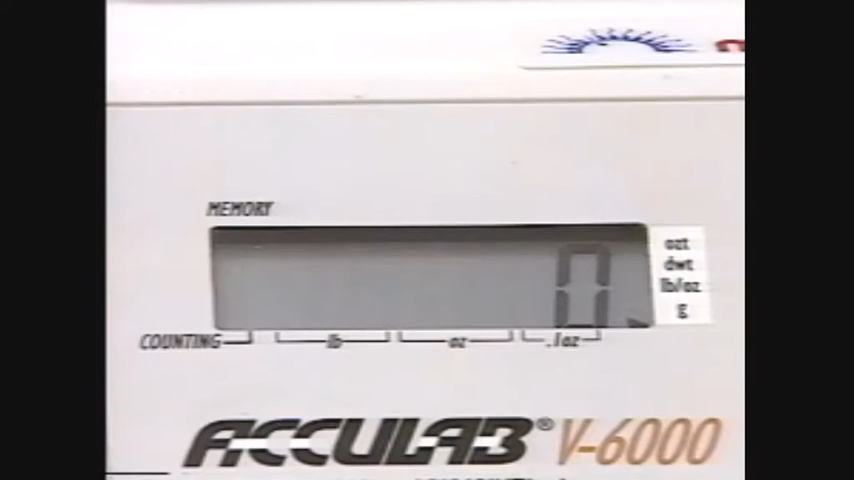 MEMORY
0
ozt
dwt
lb/oz
g
COUNTING lb oz .1oz
ACCULAB® V-6000